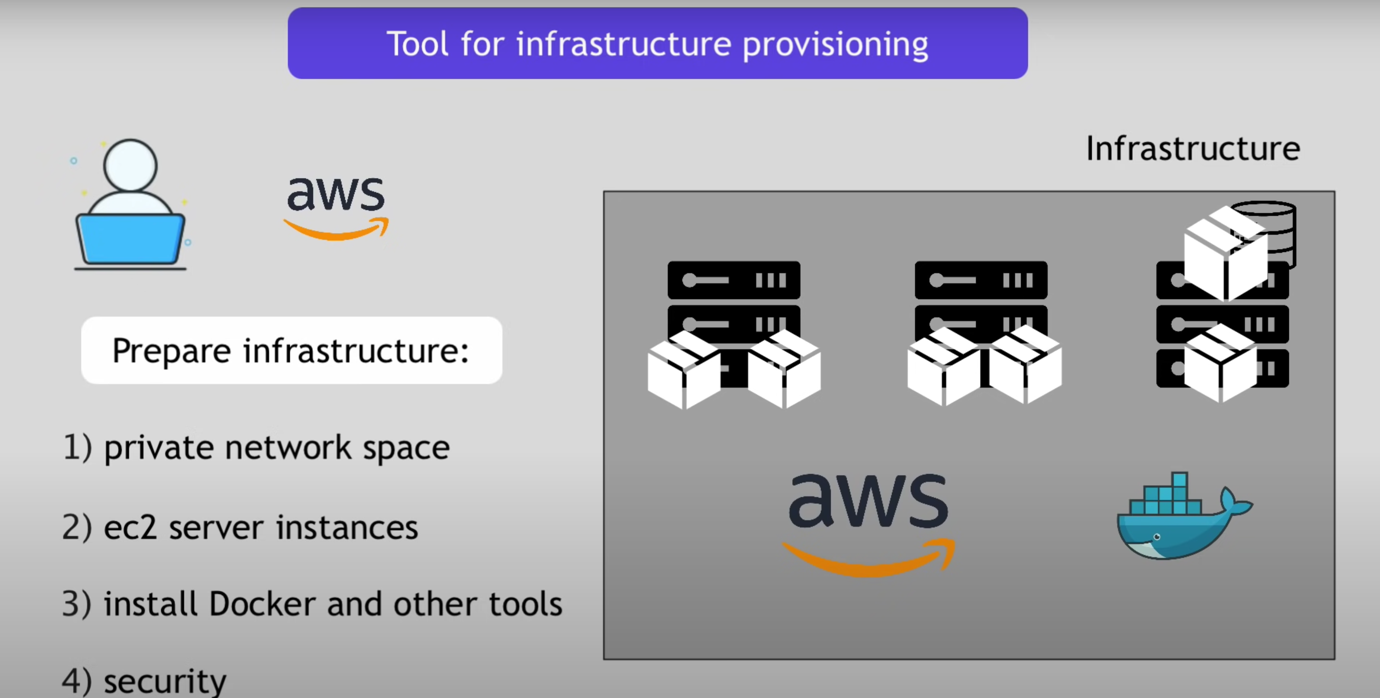 Tool for infrastructure provisioning
Infrastructure
aws
Prepare infrastructure:
1) private network space
2) ec2 server instances
3) install Docker and other tools
4) security
aws